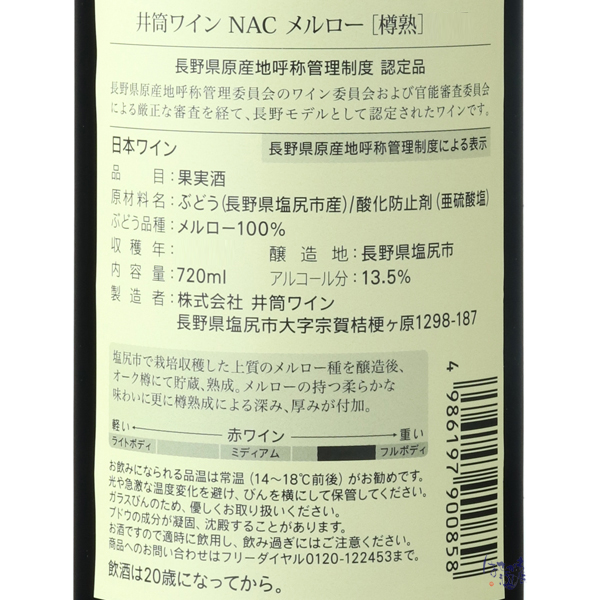 井筒ワイン NAC メルロー [樽熟]
長野県原産地呼称管理制度 認定品
長野県原産地呼称管理委員会のワイン委員会および官能審査委員会
による厳正な審査を経て、長野モデルとして認定されたワインです。
日本ワイン 長野県原産地呼称管理制度による表示
品目:果実酒
原材料名:ぶどう(長野県塩尻市産)/酸化防止剤(亜硫酸塩)
ぶどう品種:メルロー100%
収穫年: 醸造地:長野県塩尻市
内容量:720ml アルコール分:13.5%
製造者:株式会社 井筒ワイン
長野県塩尻市大字宗賀桔梗ヶ原1298-187
塩尻市で栽培収穫した上質のメルロー種を醸造後、
オーク樽にて貯蔵、熟成。メルローの持つ柔らかな
味わいに更に樽熟成による深み、厚みが付加。
軽い 赤ワイン 重い
ライトボディ ミディアム フルボディ
お飲みになられる品温は常温(14〜18℃前後)がお勧めです。
光や急激な温度変化を避け、びんを横にして保管してください。
ガラスびんのため、優しくお取り扱いください。
ブドウの成分が凝固、沈殿することがあります。
お酒ですので適時に飲用し、飲み過ぎにはご注意ください。
商品へのお問い合わせはフリーダイヤル0120-122453まで。
飲酒は20歳になってから。
4 986197 900858